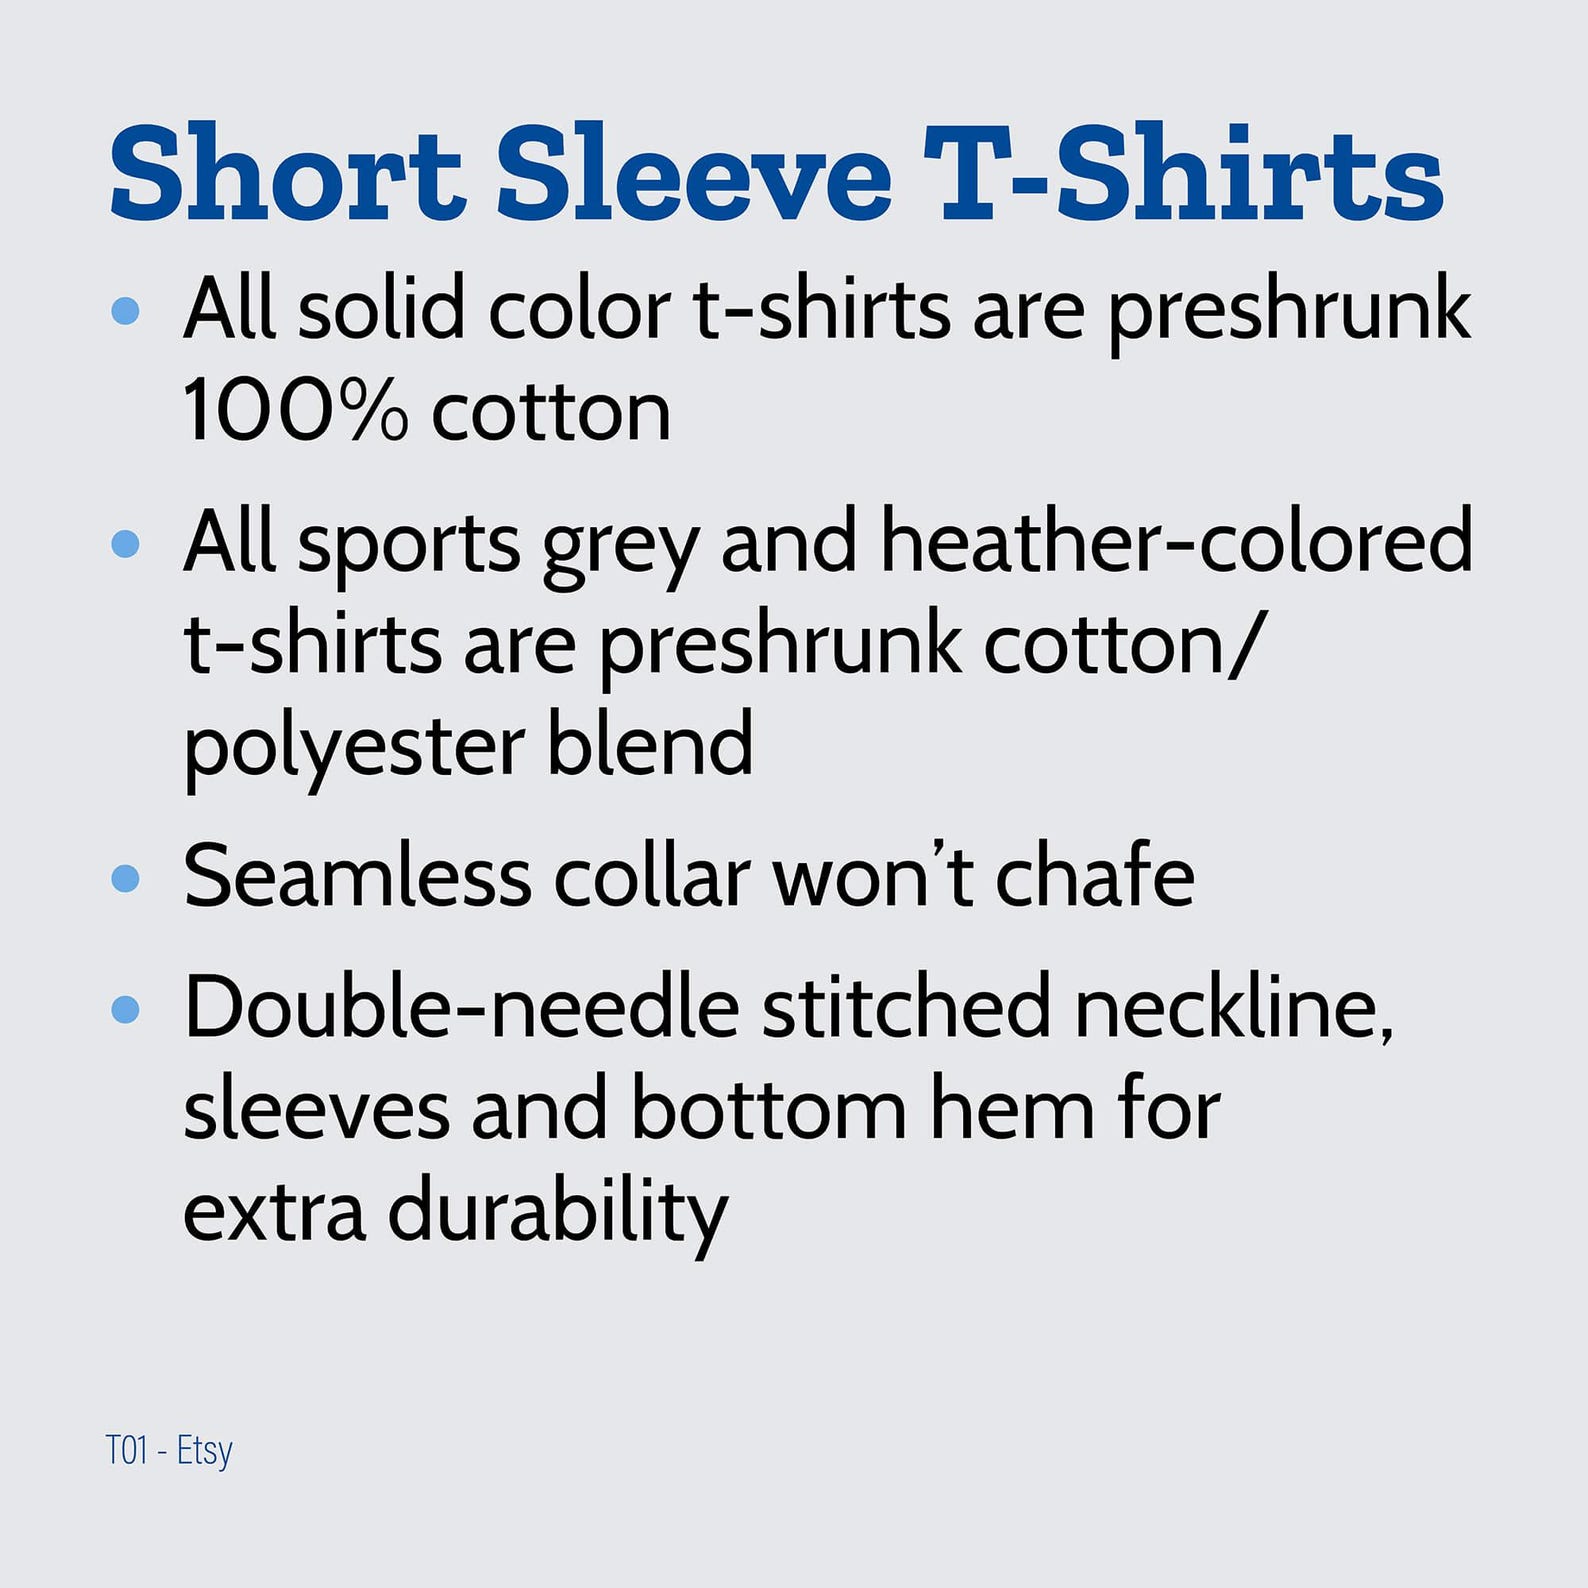 Short Sleeve T-Shirts
• All solid color t-shirts are preshrunk
100% cotton
• All sports grey and heather-colored
t-shirts are preshrunk cotton/
polyester blend
• Seamless collar won’t chafe
• Double-needle stitched neckline,
sleeves and bottom hem for
extra durability
T01 - Etsy